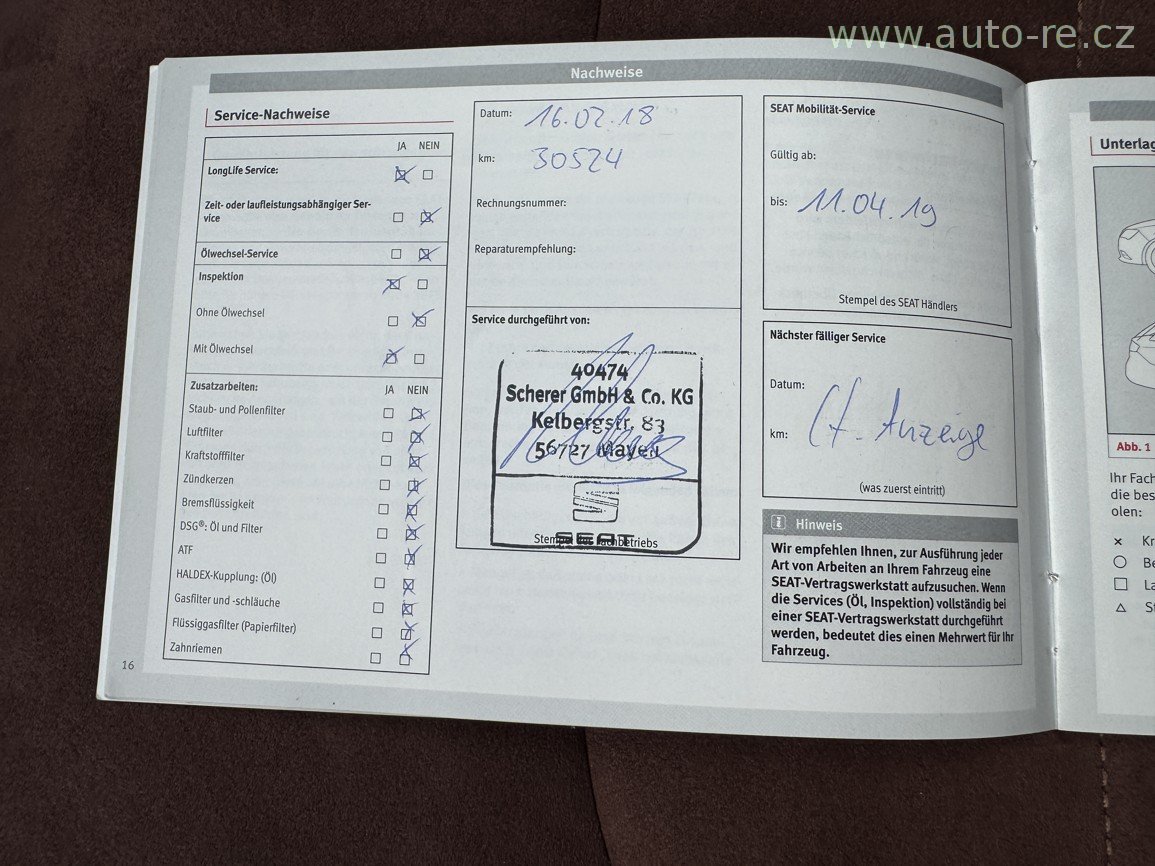 www.auto-re.cz
Nachweise
Service-Nachweise
JA NEIN
LongLife Service:
Zeit- oder laufleistungsabhängiger Ser-
vice
Ölwechsel-Service
Inspektion
Ohne Ölwechsel
Mit Ölwechsel
Zusatzarbeiten: JA NEIN
Staub- und Pollenfilter
Luftfilter
Kraftstofffilter
Zündkerzen
Bremsflüssigkeit
DSG®: Öl und Filter
ATF
HALDEX-Kupplung: (Öl)
Gasfilter und -schläuche
Flüssiggasfilter (Papierfilter)
Zahnriemen
16
Datum: 16.02.18
km: 30524
Rechnungsnummer:
Reparaturempfehlung:
Service durchgeführt von:
40474
Scherer GmbH & Co. KG
Kelbergstr. 83
56727 Mayen
SEAT
SEAT Mobilität-Service
Gültig ab:
bis: 11.04.19
Stempel des SEAT Händlers
Nächster fälliger Service
Datum:
km: lt. Anzeige
(was zuerst eintritt)
i Hinweis
Wir empfehlen Ihnen, zur Ausführung jeder
Art von Arbeiten an Ihrem Fahrzeug eine
SEAT-Vertragswerkstatt aufzusuchen. Wenn
die Services (Öl, Inspektion) vollständig bei
einer SEAT-Vertragswerkstatt durchgeführt
werden, bedeutet dies einen Mehrwert für Ihr
Fahrzeug.
Unterlag
Abb. 1
Ihr Fach
die bes
olen:
× Kr
Be
La
St